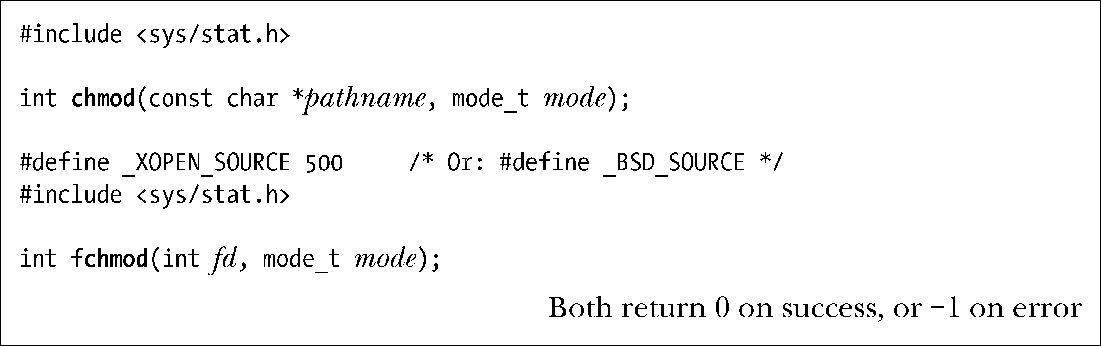 #include <sys/stat.h>
int chmod(const char *pathname, mode_t mode);
#define _XOPEN_SOURCE 500 /* Or: #define _BSD_SOURCE */
#include <sys/stat.h>
int fchmod(int fd, mode_t mode);
Both return 0 on success, or −1 on error